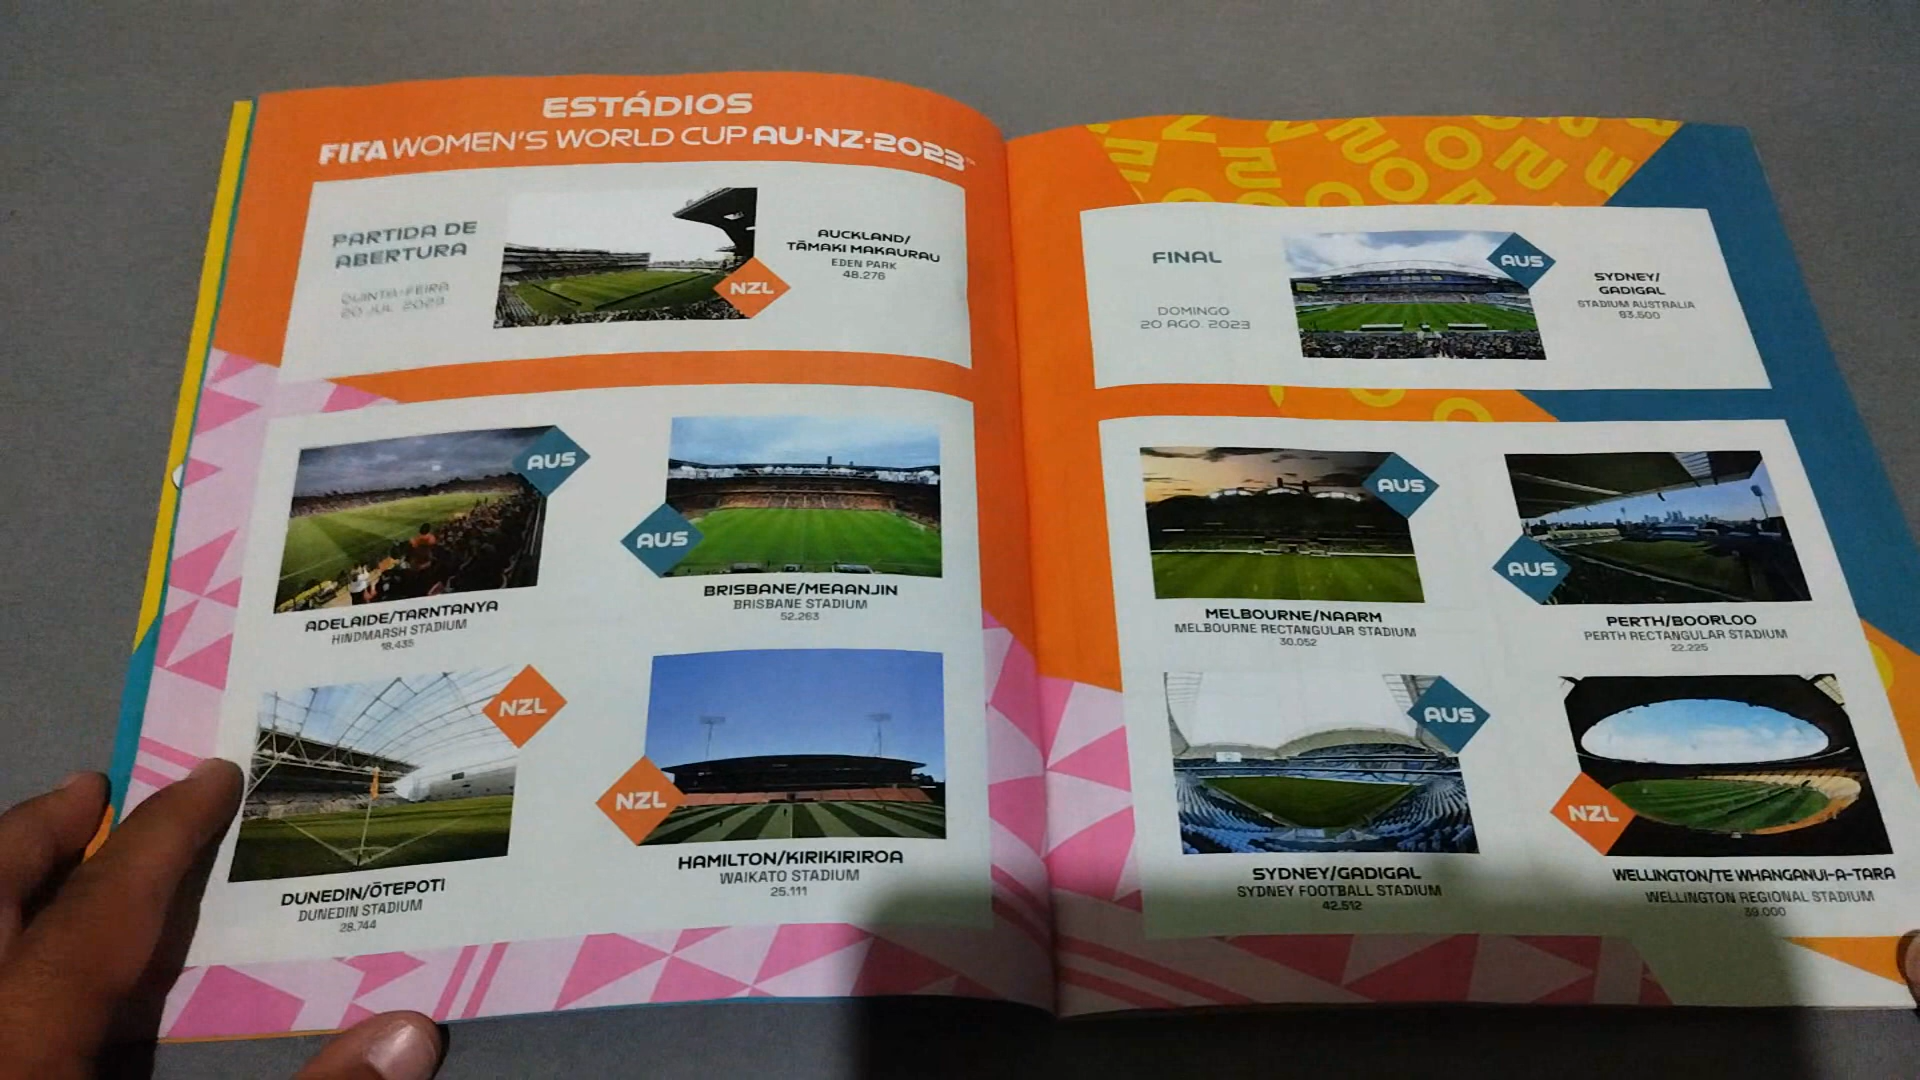 ESTÁDIOS
FIFA WOMEN'S WORLD CUP AU·NZ·2023™
PARTIDA DE
ABERTURA
QUINTA-FEIRA
20 JUL. 2023
NZL
AUCKLAND/
TĀMAKI MAKAURAU
EDEN PARK
48.276
AUS
ADELAIDE/TARNTANYA
HINDMARSH STADIUM
18.435
AUS
BRISBANE/MEAANJIN
BRISBANE STADIUM
52.263
NZL
DUNEDIN/ŌTEPOTI
DUNEDIN STADIUM
28.744
NZL
HAMILTON/KIRIKIRIROA
WAIKATO STADIUM
25.111
FINAL
DOMINGO
20 AGO. 2023
AUS
SYDNEY/
GADIGAL
STADIUM AUSTRALIA
83.500
AUS
MELBOURNE/NAARM
MELBOURNE RECTANGULAR STADIUM
30.052
AUS
PERTH/BOORLOO
PERTH RECTANGULAR STADIUM
22.225
AUS
SYDNEY/GADIGAL
SYDNEY FOOTBALL STADIUM
42.512
NZL
WELLINGTON/TE WHANGANUI-A-TARA
WELLINGTON REGIONAL STADIUM
39.000